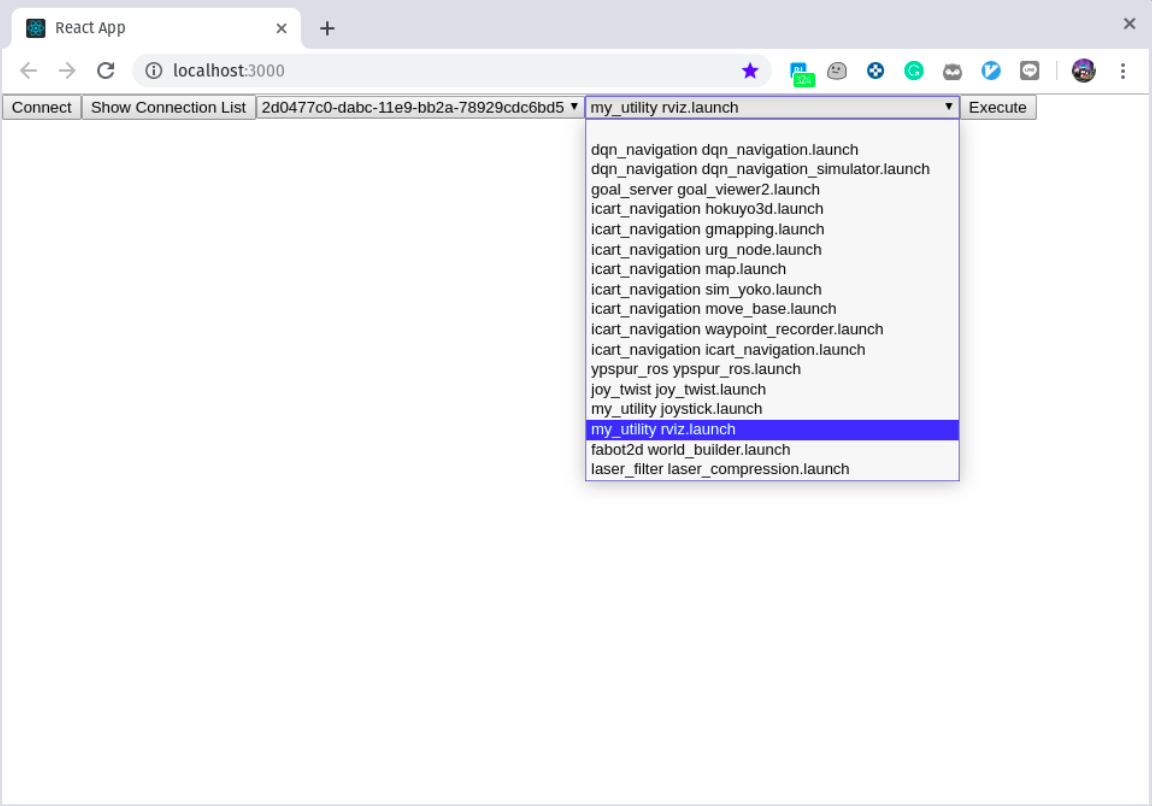 React App
localhost:3000
324
Connect Show Connection List 2d0477c0-dabc-11e9-bb2a-78929cdc6bd5 my_utility rviz.launch Execute
dqn_navigation dqn_navigation.launch
dqn_navigation dqn_navigation_simulator.launch
goal_server goal_viewer2.launch
icart_navigation hokuyo3d.launch
icart_navigation gmapping.launch
icart_navigation urg_node.launch
icart_navigation map.launch
icart_navigation sim_yoko.launch
icart_navigation move_base.launch
icart_navigation waypoint_recorder.launch
icart_navigation icart_navigation.launch
ypspur_ros ypspur_ros.launch
joy_twist joy_twist.launch
my_utility joystick.launch
my_utility rviz.launch
fabot2d world_builder.launch
laser_filter laser_compression.launch